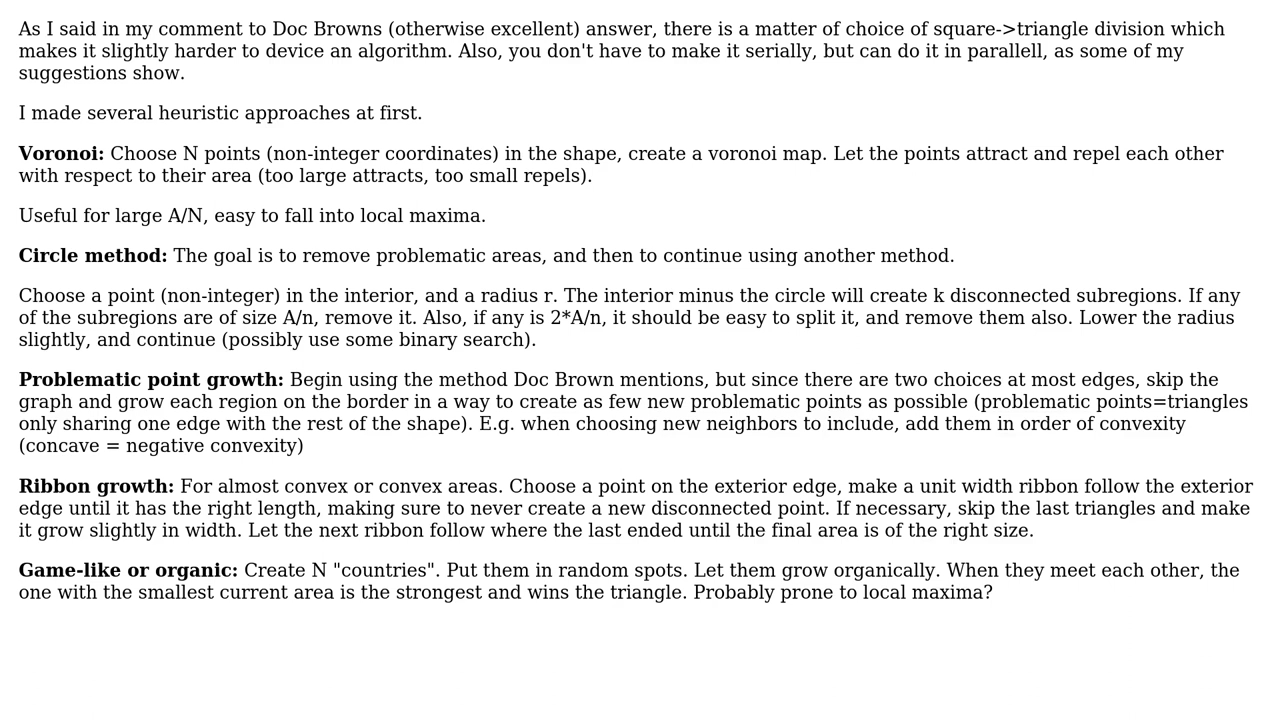 As I said in my comment to Doc Browns (otherwise excellent) answer, there is a matter of choice of square->triangle division which
makes it slightly harder to device an algorithm. Also, you don't have to make it serially, but can do it in parallell, as some of my
suggestions show.
I made several heuristic approaches at first.
Voronoi: Choose N points (non-integer coordinates) in the shape, create a voronoi map. Let the points attract and repel each other
with respect to their area (too large attracts, too small repels).
Useful for large A/N, easy to fall into local maxima.
Circle method: The goal is to remove problematic areas, and then to continue using another method.
Choose a point (non-integer) in the interior, and a radius r. The interior minus the circle will create k disconnected subregions. If any
of the subregions are of size A/n, remove it. Also, if any is 2*A/n, it should be easy to split it, and remove them also. Lower the radius
slightly, and continue (possibly use some binary search).
Problematic point growth: Begin using the method Doc Brown mentions, but since there are two choices at most edges, skip the
graph and grow each region on the border in a way to create as few new problematic points as possible (problematic points=triangles
only sharing one edge with the rest of the shape). E.g. when choosing new neighbors to include, add them in order of convexity
(concave = negative convexity)
Ribbon growth: For almost convex or convex areas. Choose a point on the exterior edge, make a unit width ribbon follow the exterior
edge until it has the right length, making sure to never create a new disconnected point. If necessary, skip the last triangles and make
it grow slightly in width. Let the next ribbon follow where the last ended until the final area is of the right size.
Game-like or organic: Create N "countries". Put them in random spots. Let them grow organically. When they meet each other, the
one with the smallest current area is the strongest and wins the triangle. Probably prone to local maxima?